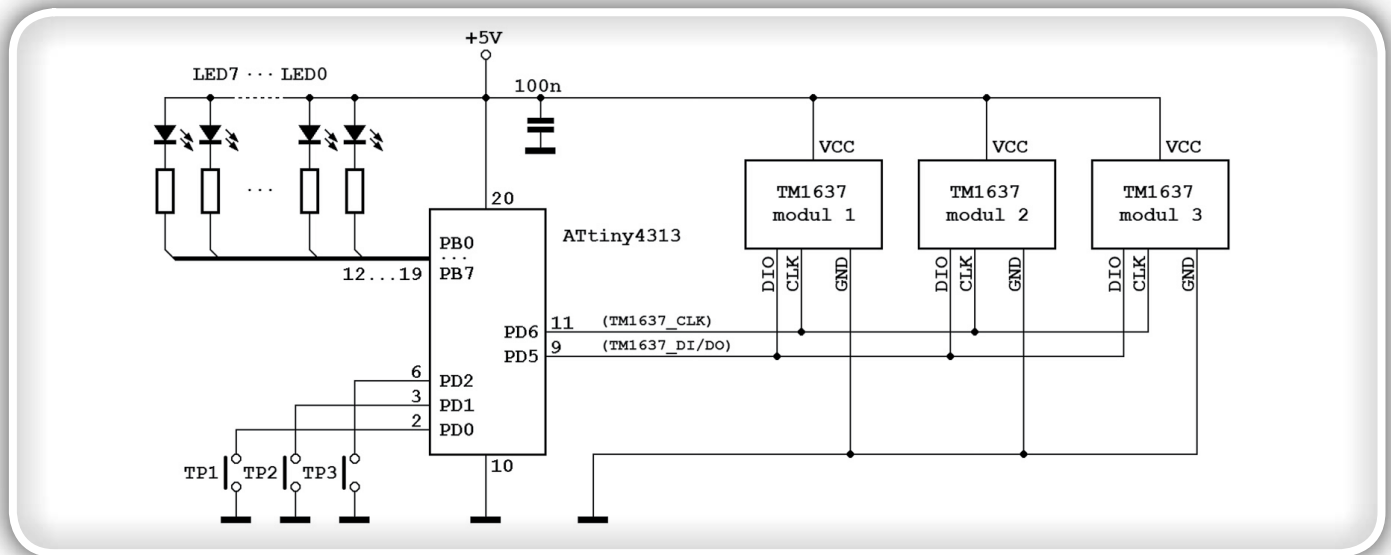 +5V
LED7 ··· LED0
100n
VCC
VCC
VCC
TM1637
modul 1
TM1637
modul 2
TM1637
modul 3
···
20
ATtiny4313
PB0
···
PB7
12...19
DIO
CLK
GND
DIO
CLK
GND
DIO
CLK
GND
PD6
11
(TM1637_CLK)
PD5
9
(TM1637_DI/DO)
6
PD2
3
PD1
2
PD0
TP1
TP2
TP3
10